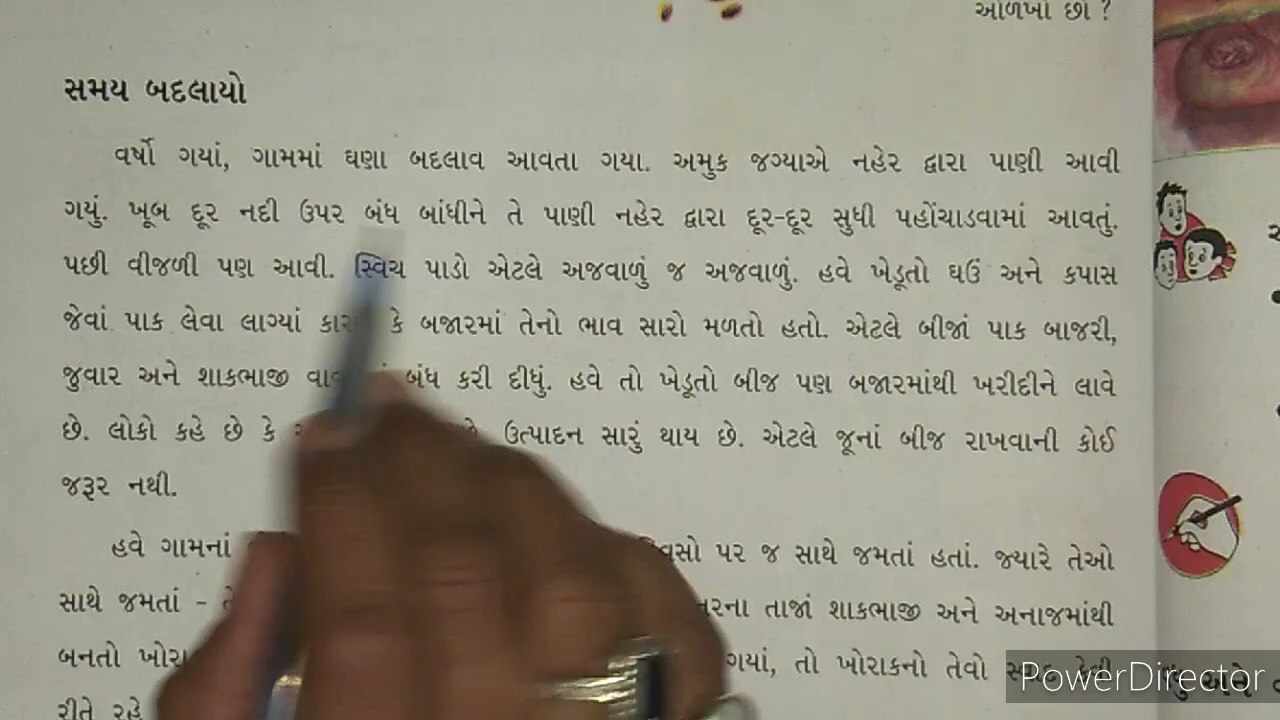 ઓળખો છો ?
સમય બદલાયો
વર્ષો ગયાં, ગામમાં ઘણા બદલાવ આવતા ગયા. અમુક જગ્યાએ નહેર દ્વારા પાણી આવી
ગયું. ખૂબ દૂર નદી ઉપર બંધ બાંધીને તે પાણી નહેર દ્વારા દૂર-દૂર સુધી પહોંચાડવામાં આવતું.
પછી વીજળી પણ આવી. સ્વિચ પાડો એટલે અજવાળું જ અજવાળું. હવે ખેડૂતો ઘઉં અને કપાસ
જેવાં પાક લેવા લાગ્યાં કે બજારમાં તેનો ભાવ સારો મળતો હતો. એટલે બીજાં પાક બાજરી,
જુવાર અને શાકભાજી બંધ કરી દીધું. હવે તો ખેડૂતો બીજ પણ બજારમાંથી ખરીદીને લાવે
છે. લોકો કહે છે કે ઉત્પાદન સારું થાય છે. એટલે જૂનાં બીજ રાખવાની કોઈ
જરૂર નથી.
હવે ગામનાં પર જ સાથે જમતાં હતાં. જ્યારે તેઓ
સાથે જમતાં - તાજાં શાકભાજી અને અનાજમાંથી
બનતો ગયાં, તો ખોરાકનો તેવો
રીતે રહે
PowerDirector